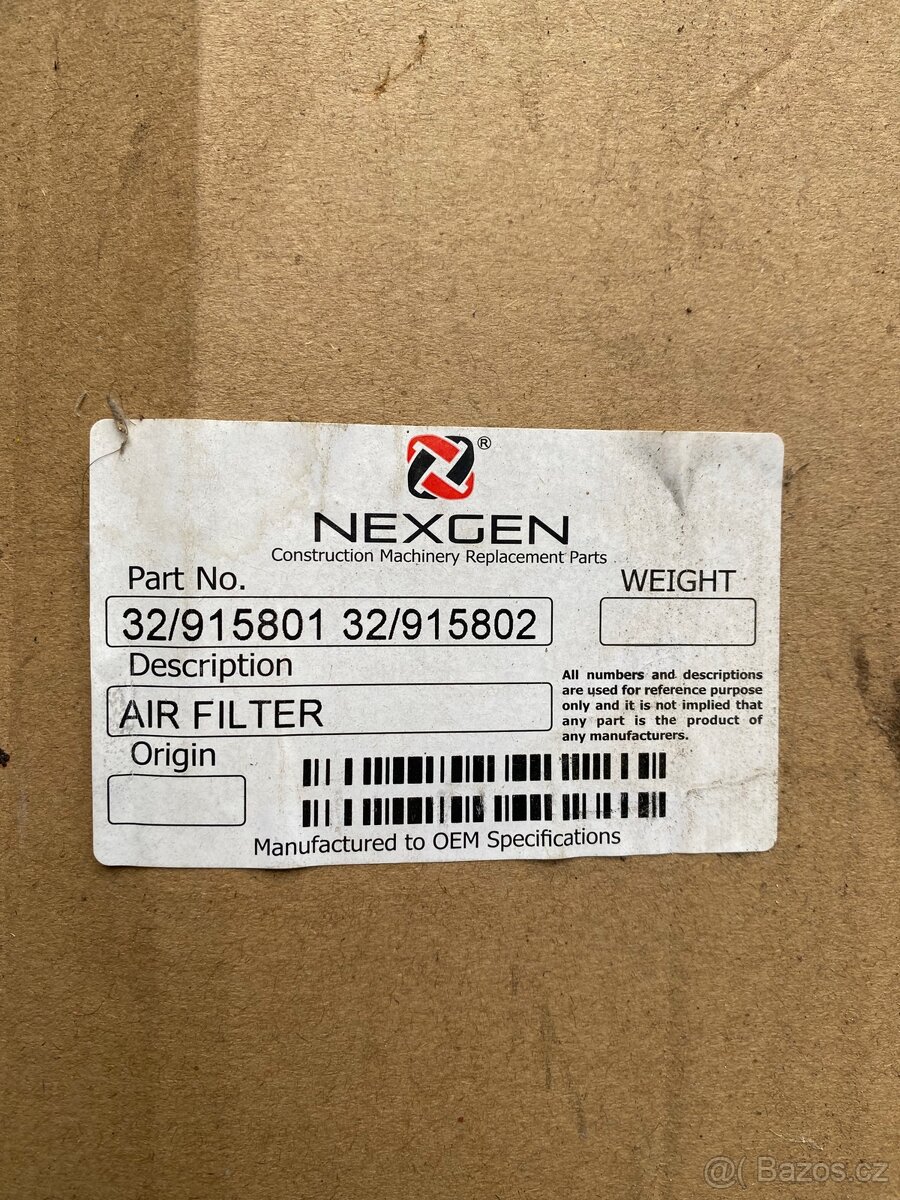 ®
NEXGEN
Construction Machinery Replacement Parts
Part No.
WEIGHT
32/915801 32/915802
Description
AIR FILTER
All numbers and descriptions
are used for reference purpose
only and it is not implied that
any part is the product of
any manufacturers.
Origin
Manufactured to OEM Specifications
@( Bazos.cz